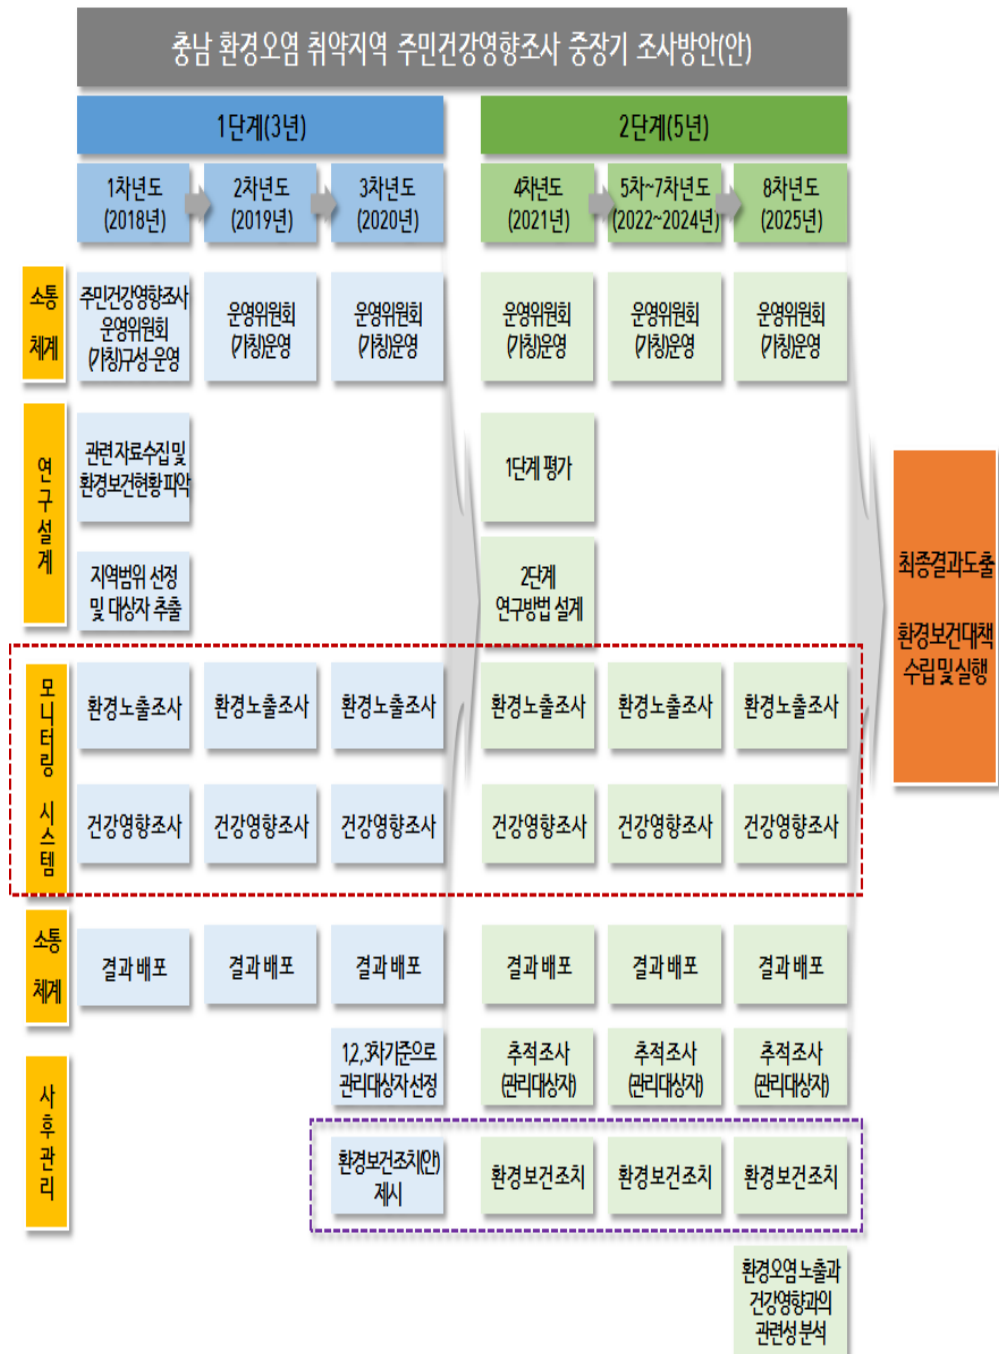 충남 환경오염 취약지역 주민건강영향조사 중장기 조사방안(안)
1단계(3년)
2단계(5년)
1차년도
(2018년)
2차년도
(2019년)
3차년도
(2020년)
4차년도
(2021년)
5차~7차년도
(2022~2024년)
8차년도
(2025년)
소통
체계
주민건강영향조사
운영위원회
(가칭)구성·운영
운영위원회
(가칭)운영
운영위원회
(가칭)운영
운영위원회
(가칭)운영
운영위원회
(가칭)운영
운영위원회
(가칭)운영
연구설계
관련자료수집 및
환경보건현황 파악
1단계 평가
지역범위 선정
및 대상자 추출
2단계
연구방법 설계
최종결과도출
환경보건대책
수립 및 실행
모니터링 시스템
환경노출조사
환경노출조사
환경노출조사
환경노출조사
환경노출조사
환경노출조사
건강영향조사
건강영향조사
건강영향조사
건강영향조사
건강영향조사
건강영향조사
소통
체계
결과 배포
결과 배포
결과 배포
결과 배포
결과 배포
결과 배포
사후관리
1,2,3차기준으로
관리대상자 선정
추적조사
(관리대상자)
추적조사
(관리대상자)
추적조사
(관리대상자)
환경보건조치(안)
제시
환경보건조치
환경보건조치
환경보건조치
환경오염 노출과
건강영향과의
관련성 분석